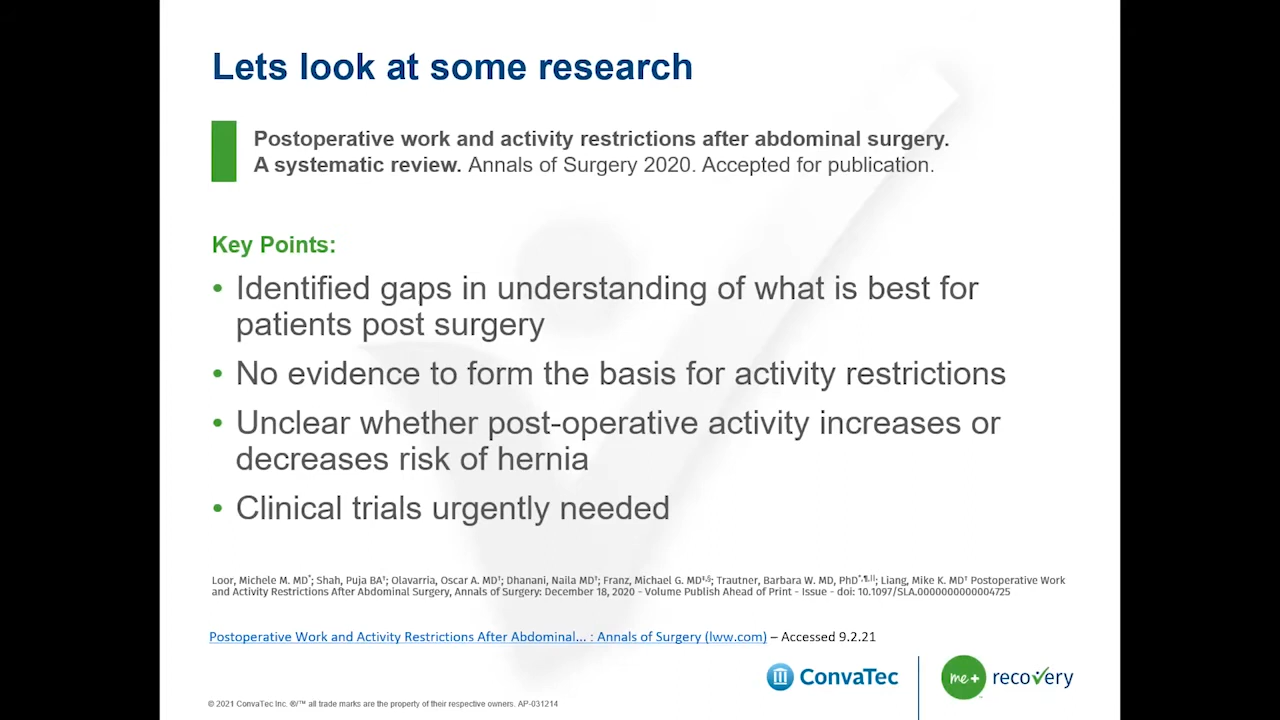 Lets look at some research
Postoperative work and activity restrictions after abdominal surgery.
A systematic review. Annals of Surgery 2020. Accepted for publication.
Key Points:
• Identified gaps in understanding of what is best for
patients post surgery
• No evidence to form the basis for activity restrictions
• Unclear whether post-operative activity increases or
decreases risk of hernia
• Clinical trials urgently needed
Loor, Michele M. MD*; Shah, Puja BA†; Olavarria, Oscar A. MD†; Dhanani, Naila MD†; Franz, Michael G. MD‡,§; Trautner, Barbara W. MD, PhD*,¶,||; Liang, Mike K. MD† Postoperative Work
and Activity Restrictions After Abdominal Surgery, Annals of Surgery: December 18, 2020 - Volume Publish Ahead of Print - Issue - doi: 10.1097/SLA.0000000000004725
Postoperative Work and Activity Restrictions After Abdominal... : Annals of Surgery (lww.com) – Accessed 9.2.21
ConvaTec
me+ recovery
© 2021 ConvaTec Inc. ®/™ all trade marks are the property of their respective owners. AP-031214